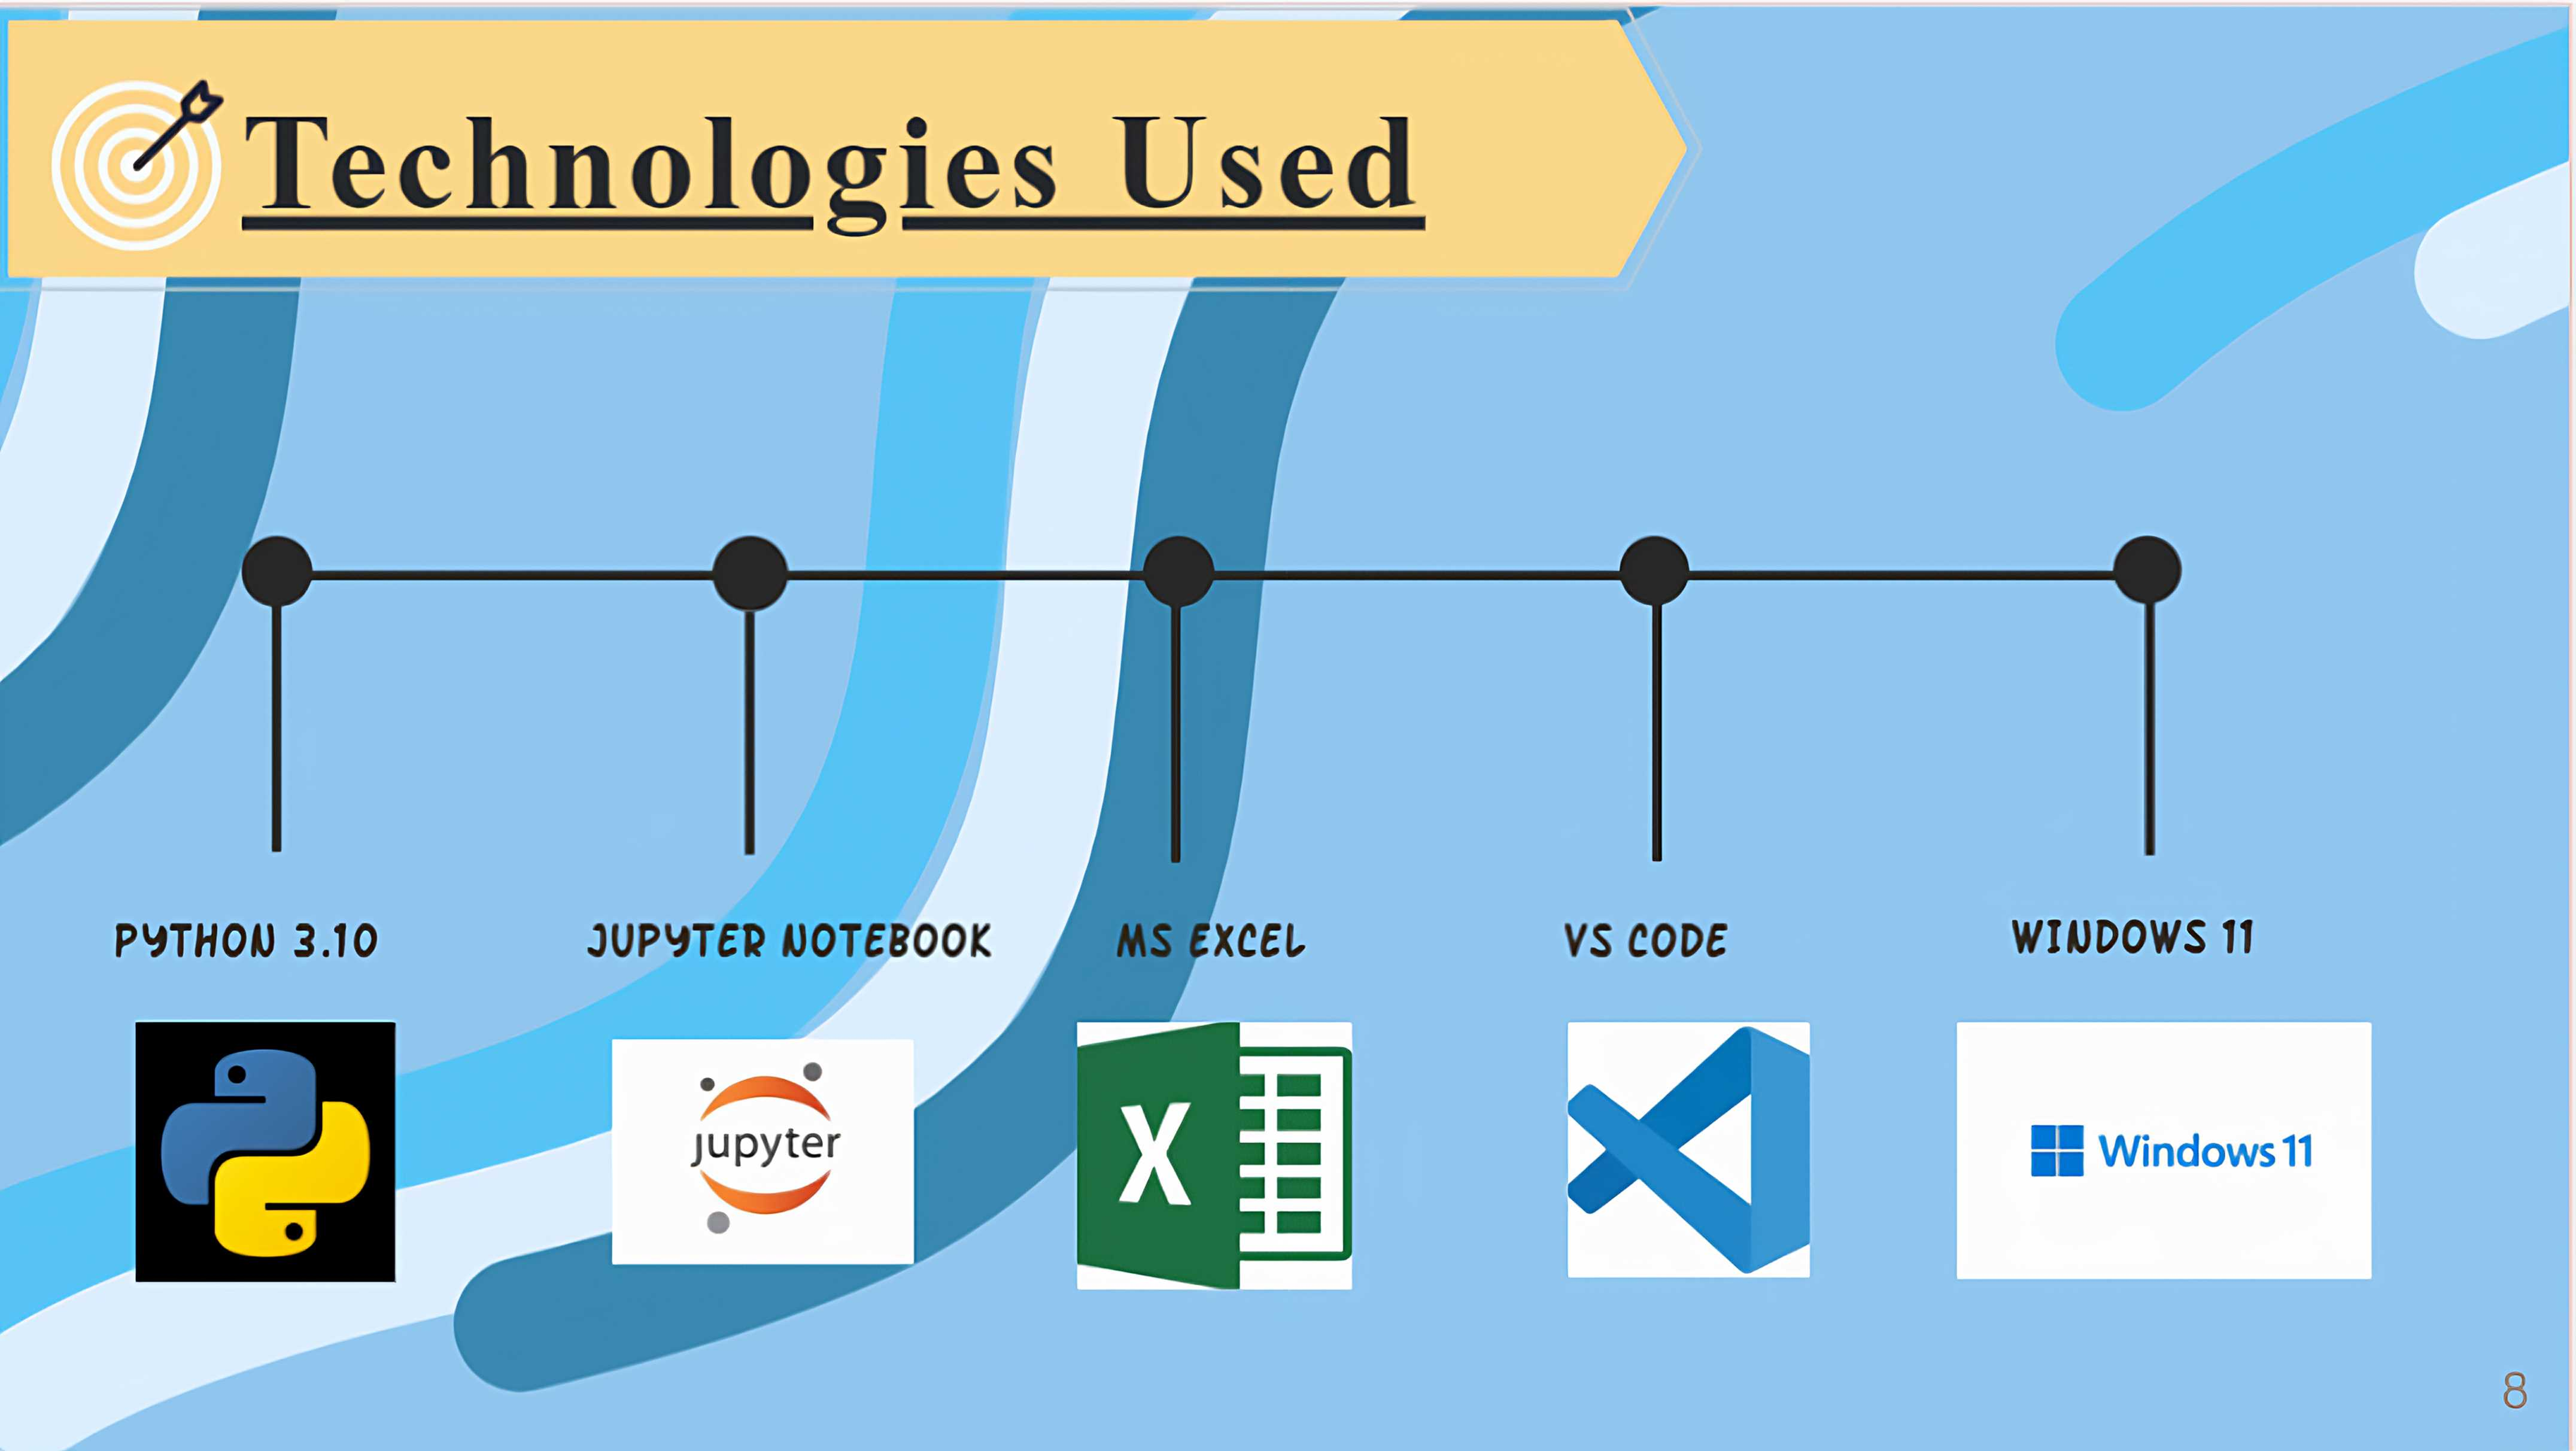 Technologies Used
PYTHON 3.10
JUPYTER NOTEBOOK
MS EXCEL
VS CODE
WINDOWS 11
jupyter
X
Windows 11
8